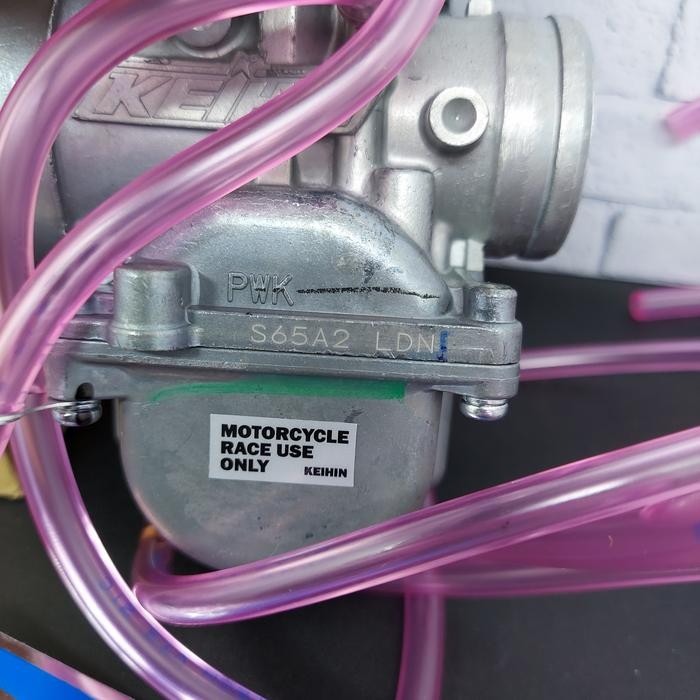 PWK
S65A2 LDN
MOTORCYCLE
RACE USE
ONLY KEIHIN